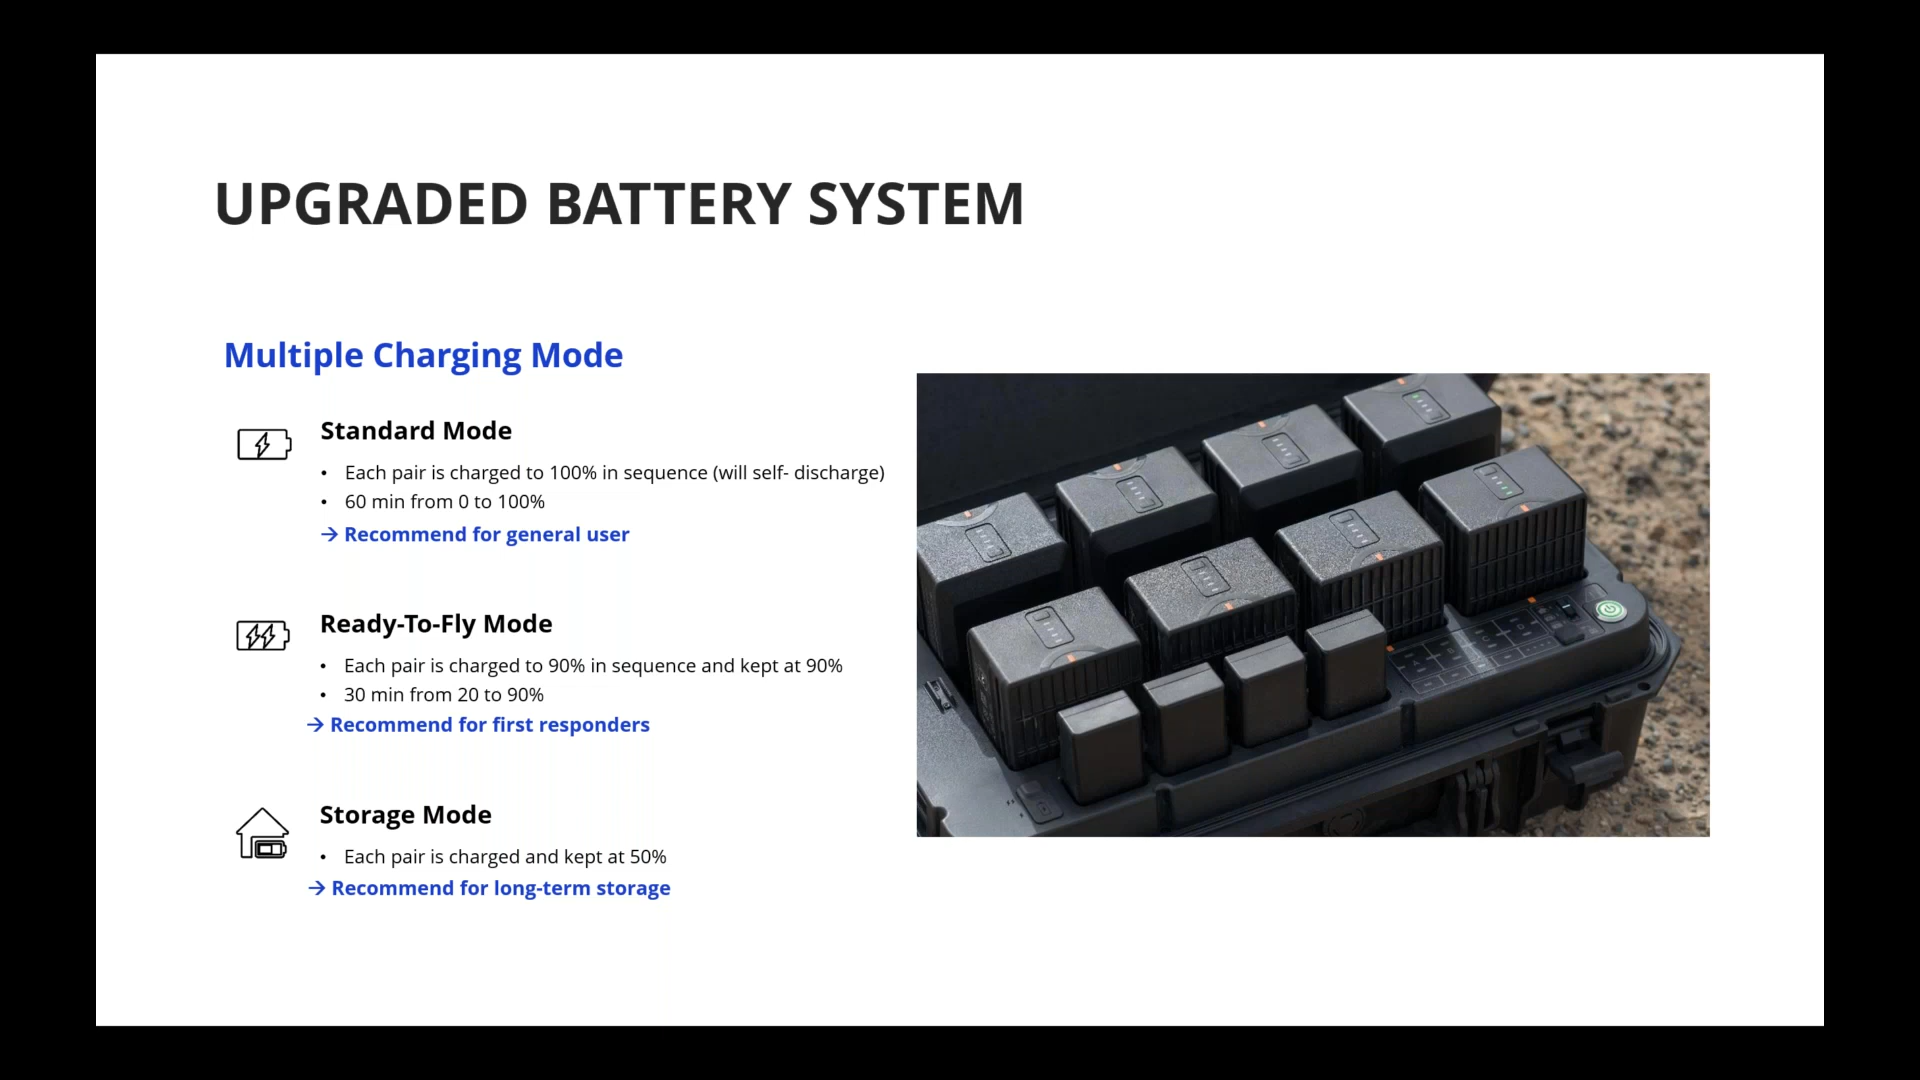 UPGRADED BATTERY SYSTEM
Multiple Charging Mode
Standard Mode
• Each pair is charged to 100% in sequence (will self- discharge)
• 60 min from 0 to 100%
→ Recommend for general user
Ready-To-Fly Mode
• Each pair is charged to 90% in sequence and kept at 90%
• 30 min from 20 to 90%
→ Recommend for first responders
Storage Mode
• Each pair is charged and kept at 50%
→ Recommend for long-term storage